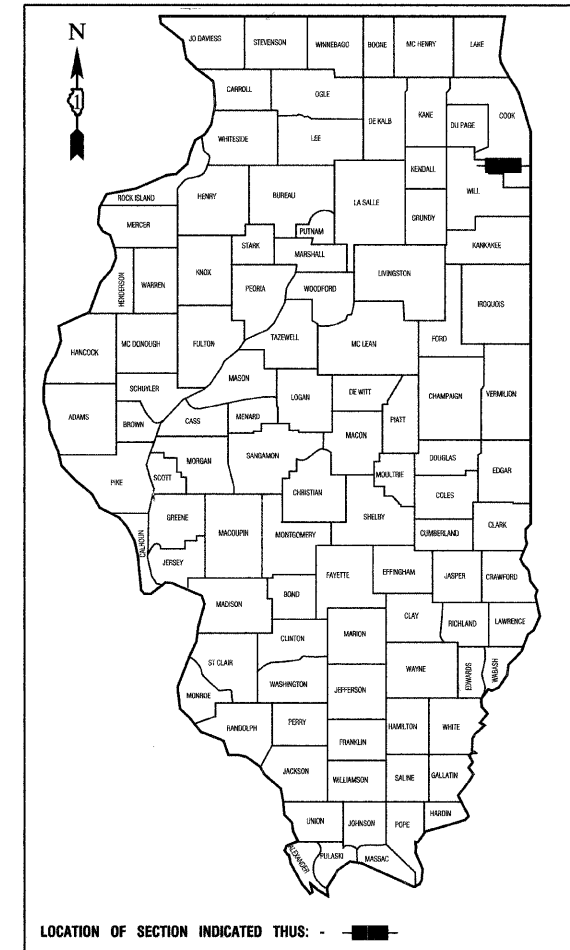 N
1
JO DAVIESS
STEVENSON
WINNEBAGO
BOONE
MC HENRY
LAKE
CARROLL
OGLE
DE KALB
KANE
COOK
DU PAGE
WHITESIDE
LEE
KENDALL
WILL
ROCK ISLAND
HENRY
BUREAU
LA SALLE
GRUNDY
MERCER
PUTNAM
KANKAKEE
STARK
MARSHALL
HENDERSON
WARREN
KNOX
PEORIA
WOODFORD
LIVINGSTON
IROQUOIS
HANCOCK
MC DONOUGH
FULTON
TAZEWELL
MC LEAN
FORD
MASON
SCHUYLER
LOGAN
DE WITT
CHAMPAIGN
VERMILION
ADAMS
BROWN
CASS
MENARD
MACON
PIATT
PIKE
SCOTT
MORGAN
SANGAMON
DOUGLAS
EDGAR
MOULTRIE
CHRISTIAN
COLES
GREENE
MACOUPIN
MONTGOMERY
SHELBY
CUMBERLAND
CLARK
CALHOUN
JERSEY
FAYETTE
EFFINGHAM
JASPER
CRAWFORD
MADISON
BOND
CLAY
RICHLAND
LAWRENCE
CLINTON
MARION
ST CLAIR
WAYNE
EDWARDS
WABASH
WASHINGTON
JEFFERSON
MONROE
RANDOLPH
PERRY
HAMILTON
WHITE
FRANKLIN
JACKSON
WILLIAMSON
SALINE
GALLATIN
UNION
JOHNSON
POPE
HARDIN
ALEXANDER
PULASKI
MASSAC
LOCATION OF SECTION INDICATED THUS: -